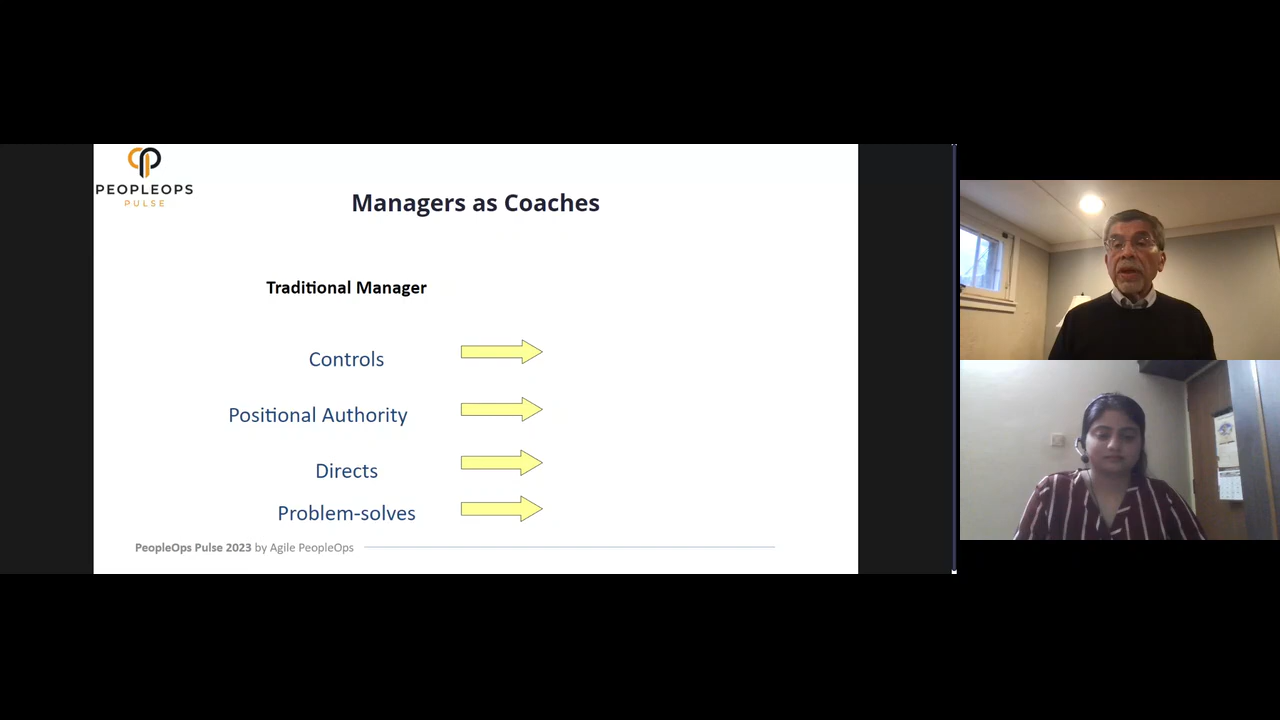 PEOPLEOPS
PULSE
Managers as Coaches
Traditional Manager
Controls
Positional Authority
Directs
Problem-solves
PeopleOps Pulse 2023 by Agile PeopleOps